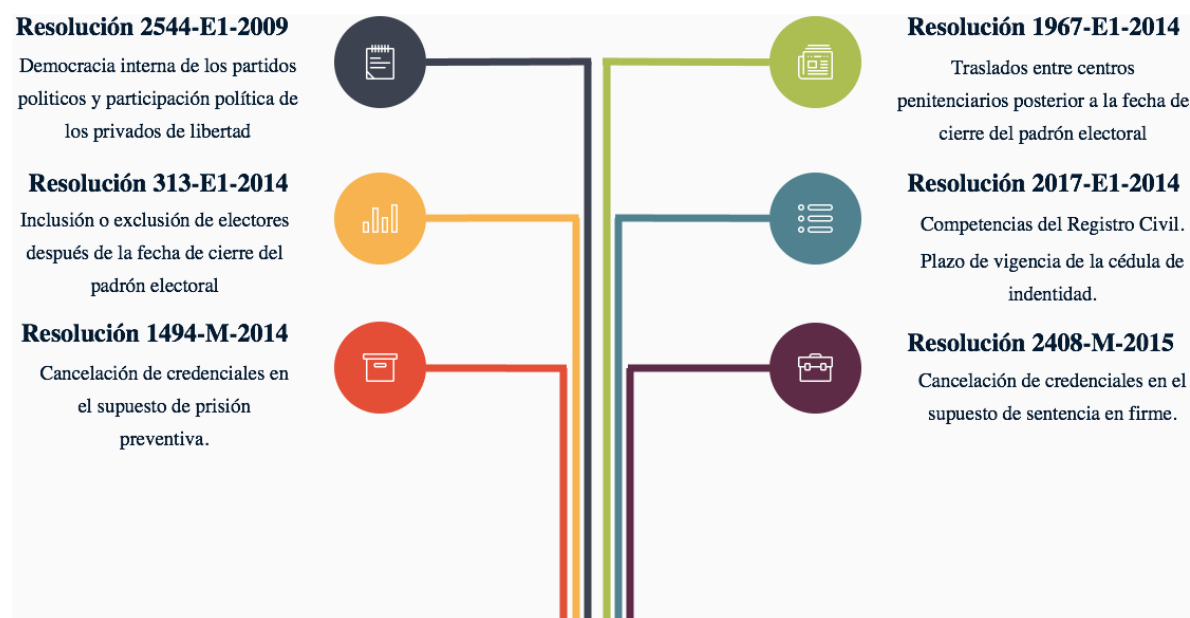 Resolución 2544-E1-2009
Democracia interna de los partidos
politicos y participación política de
los privados de libertad
Resolución 313-E1-2014
Inclusión o exclusión de electores
después de la fecha de cierre del
padrón electoral
Resolución 1494-M-2014
Cancelación de credenciales en
el supuesto de prisión
preventiva.
Resolución 1967-E1-2014
Traslados entre centros
penitenciarios posterior a la fecha de
cierre del padrón electoral
Resolución 2017-E1-2014
Competencias del Registro Civil.
Plazo de vigencia de la cédula de
indentidad.
Resolución 2408-M-2015
Cancelación de credenciales en el
supuesto de sentencia en firme.